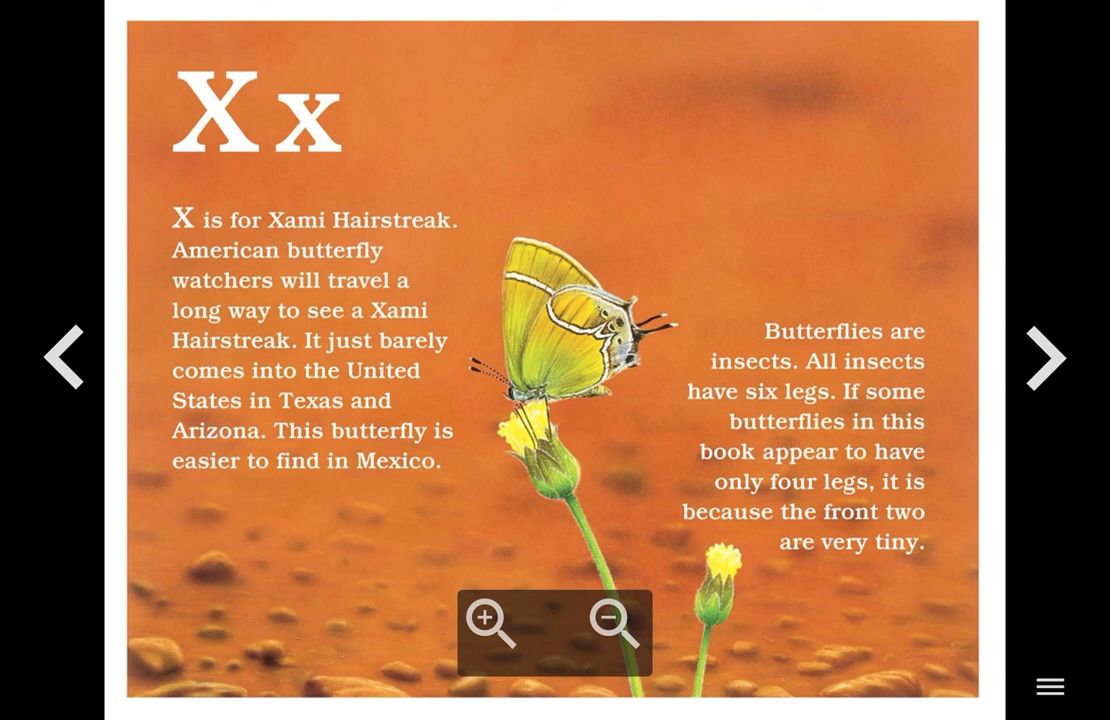 X x
X is for Xami Hairstreak.
American butterfly
watchers will travel a
long way to see a Xami
Hairstreak. It just barely
comes into the United
States in Texas and
Arizona. This butterfly is
easier to find in Mexico.
Butterflies are
insects. All insects
have six legs. If some
butterflies in this
book appear to have
only four legs, it is
because the front two
are very tiny.